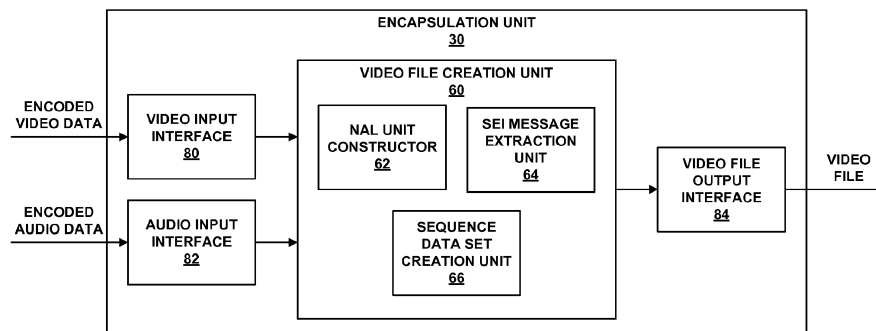 ENCAPSULATION UNIT
30
VIDEO FILE CREATION UNIT
60
ENCODED
VIDEO DATA
VIDEO INPUT
INTERFACE
80
NAL UNIT
CONSTRUCTOR
62
SEI MESSAGE
EXTRACTION
UNIT
64
VIDEO FILE
OUTPUT
INTERFACE
84
VIDEO
FILE
ENCODED
AUDIO DATA
AUDIO INPUT
INTERFACE
82
SEQUENCE
DATA SET
CREATION UNIT
66